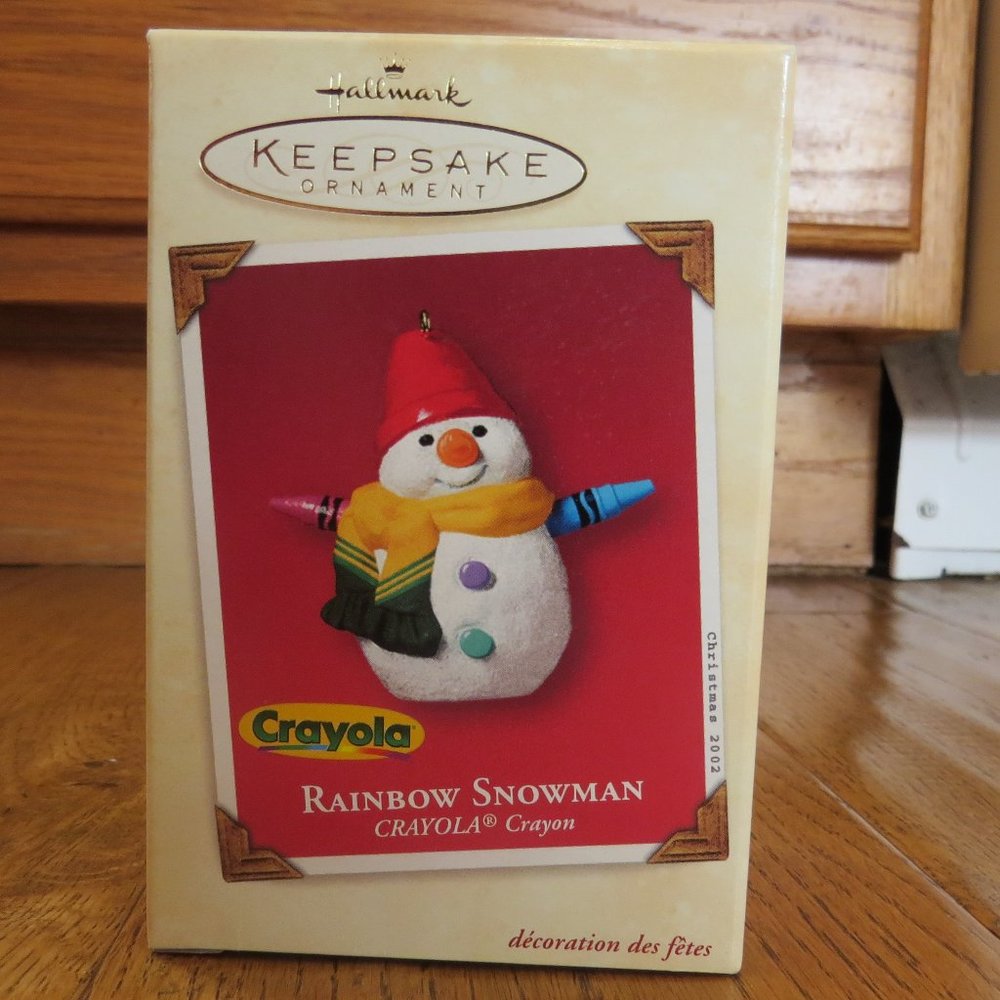 Hallmark
KEEPSAKE
ORNAMENT
Christmas 2002
Crayola
RAINBOW SNOWMAN
CRAYOLA® Crayon
décoration des fêtes